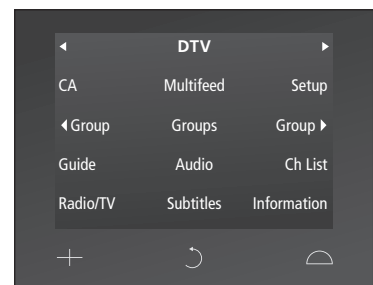 DTV
CA Multifeed Setup
Group Groups Group
Guide Audio Ch List
Radio/TV Subtitles Information